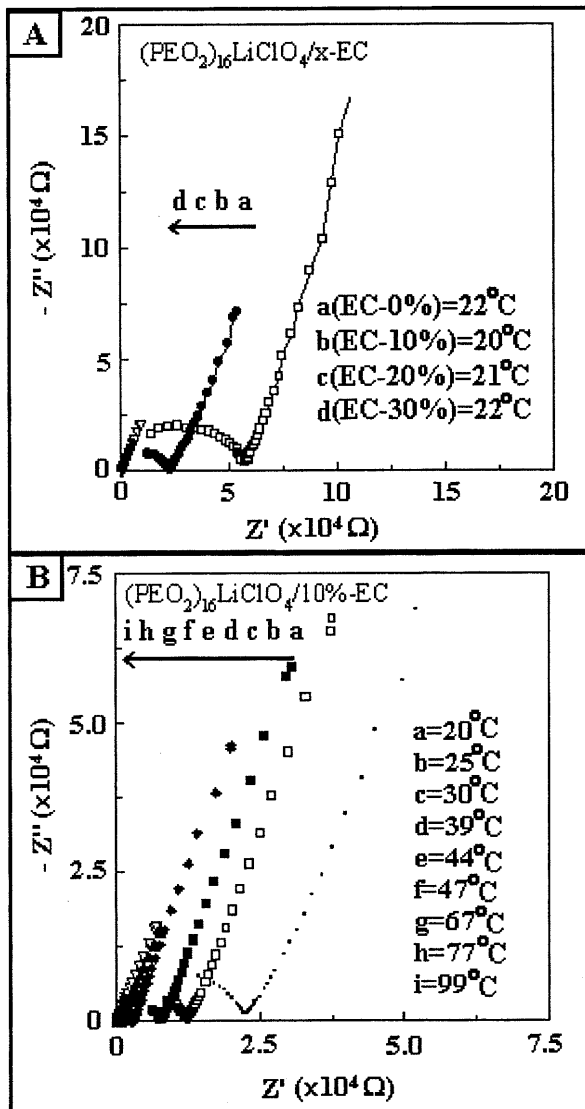 A
(PEO₂)₁₆LiClO₄/x-EC
20
15
10
5
0
- Z'' (x10⁴ Ω)
d c b a
a(EC-0%)=22°C
b(EC-10%)=20°C
c(EC-20%)=21°C
d(EC-30%)=22°C
0 5 10 15 20
Z' (x10⁴ Ω)
B
(PEO₂)₁₆LiClO₄/10%-EC
7.5
5.0
2.5
0
- Z'' (x10⁴ Ω)
i h g f e d c b a
a=20°C
b=25°C
c=30°C
d=39°C
e=44°C
f=47°C
g=67°C
h=77°C
i=99°C
0 2.5 5.0 7.5
Z' (x10⁴ Ω)